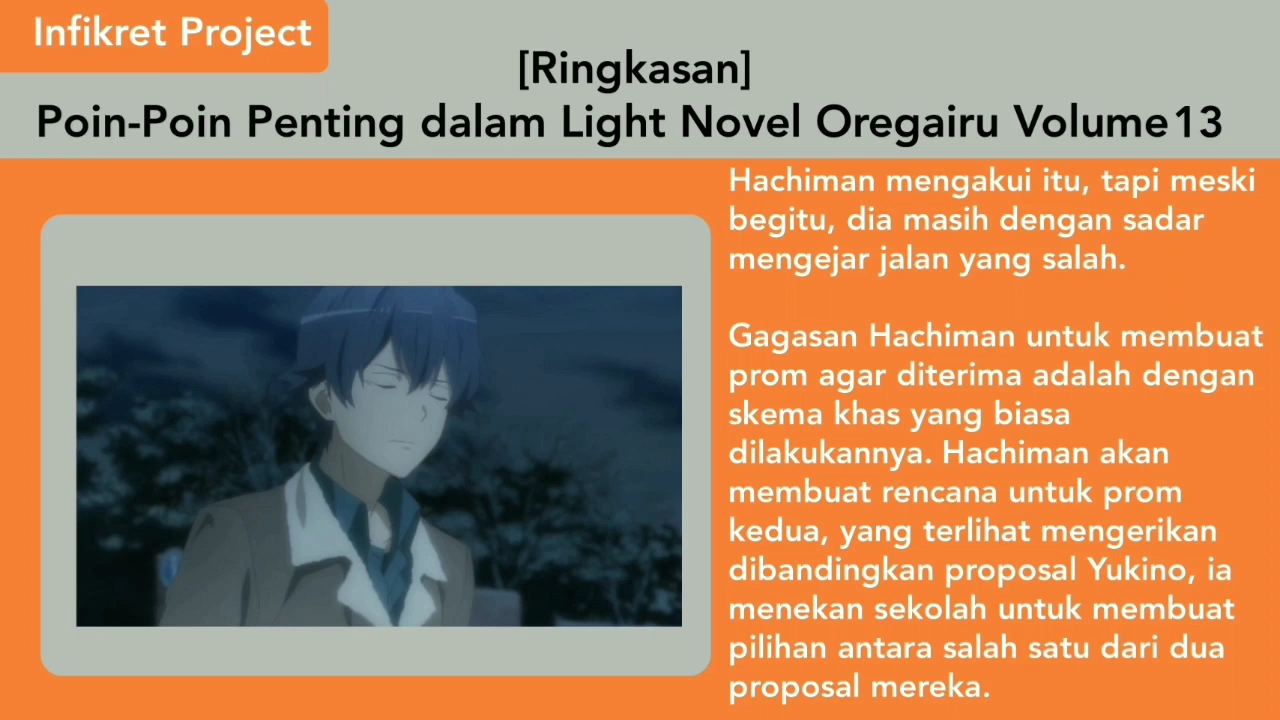 Infikret Project
[Ringkasan]
Poin-Poin Penting dalam Light Novel Oregairu Volume 13
Hachiman mengakui itu, tapi meski
begitu, dia masih dengan sadar
mengejar jalan yang salah.
Gagasan Hachiman untuk membuat
prom agar diterima adalah dengan
skema khas yang biasa
dilakukannya. Hachiman akan
membuat rencana untuk prom
kedua, yang terlihat mengerikan
dibandingkan proposal Yukino, ia
menekan sekolah untuk membuat
pilihan antara salah satu dari dua
proposal mereka.